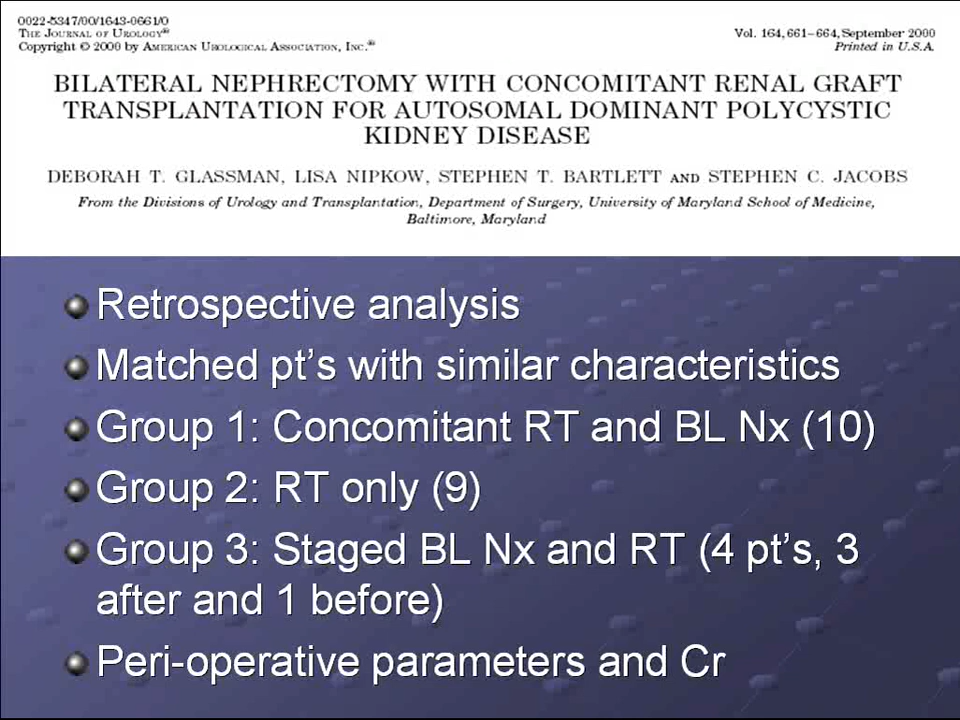 0022-5347/00/1643-0661/0
THE JOURNAL OF UROLOGY®
Copyright © 2000 by AMERICAN UROLOGICAL ASSOCIATION, INC.®
Vol. 164, 661–664, September 2000
Printed in U.S.A.
BILATERAL NEPHRECTOMY WITH CONCOMITANT RENAL GRAFT
TRANSPLANTATION FOR AUTOSOMAL DOMINANT POLYCYSTIC
KIDNEY DISEASE
DEBORAH T. GLASSMAN, LISA NIPKOW, STEPHEN T. BARTLETT AND STEPHEN C. JACOBS
From the Divisions of Urology and Transplantation, Department of Surgery, University of Maryland School of Medicine,
Baltimore, Maryland
Retrospective analysis
Matched pt's with similar characteristics
Group 1: Concomitant RT and BL Nx (10)
Group 2: RT only (9)
Group 3: Staged BL Nx and RT (4 pt's, 3
after and 1 before)
Peri-operative parameters and Cr